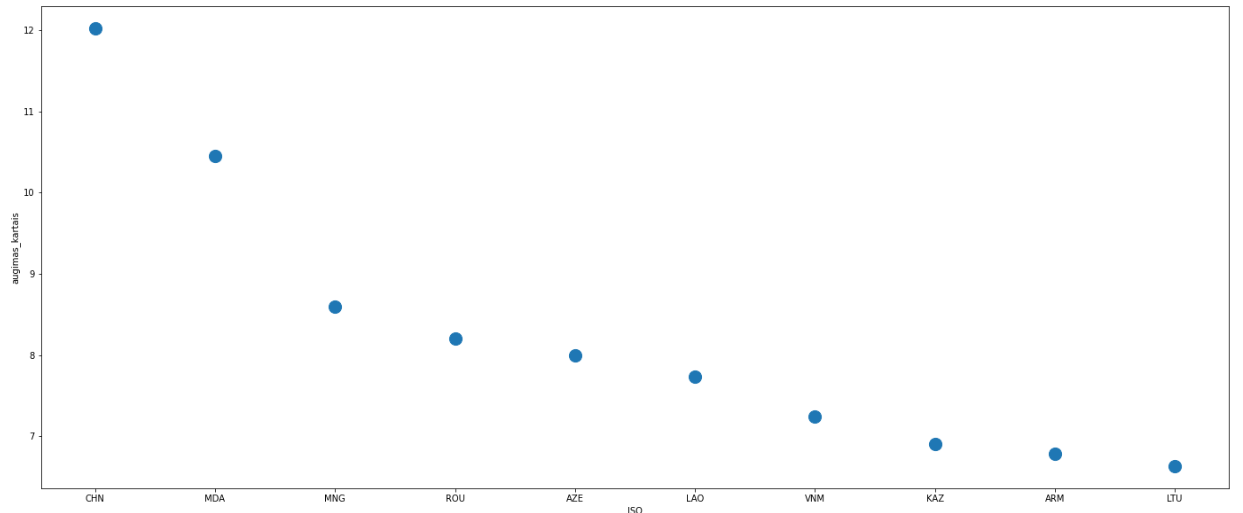 12
11
10
9
8
7
augimas_kartais
CHN MDA MNG ROU AZE LAO VNM KAZ ARM LTU
ISO